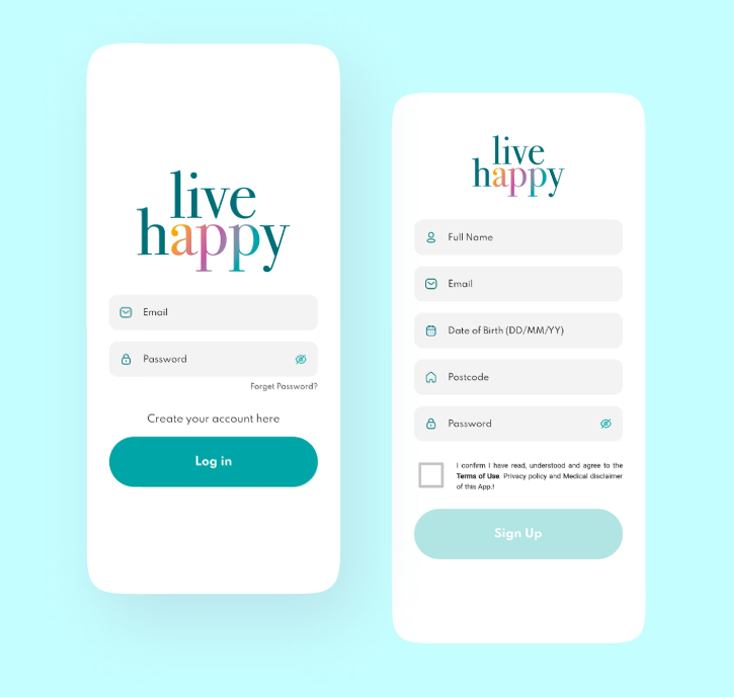 live
happy
Email
Password
Forget Password?
Create your account here
Log in
live
happy
Full Name
Email
Date of Birth (DD/MM/YY)
Postcode
Password
I confirm I have read, understood and agree to the
Terms of Use. Privacy policy and Medical disclaimer
of this App.!
Sign Up